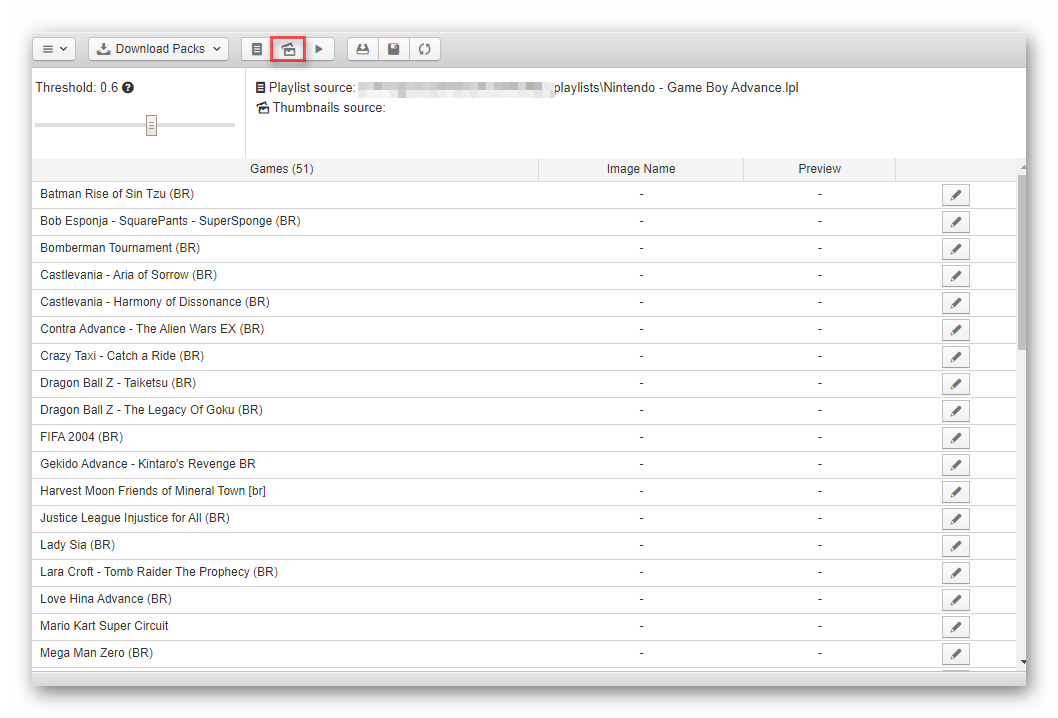 Download Packs
Threshold: 0.6
Playlist source: playlists\Nintendo - Game Boy Advance.lpl
Thumbnails source:
Games (51) Image Name Preview
Batman Rise of Sin Tzu (BR) - -
Bob Esponja - SquarePants - SuperSponge (BR) - -
Bomberman Tournament (BR) - -
Castlevania - Aria of Sorrow (BR) - -
Castlevania - Harmony of Dissonance (BR) - -
Contra Advance - The Alien Wars EX (BR) - -
Crazy Taxi - Catch a Ride (BR) - -
Dragon Ball Z - Taiketsu (BR) - -
Dragon Ball Z - The Legacy Of Goku (BR) - -
FIFA 2004 (BR) - -
Gekido Advance - Kintaro's Revenge BR - -
Harvest Moon Friends of Mineral Town [br] - -
Justice League Injustice for All (BR) - -
Lady Sia (BR) - -
Lara Croft - Tomb Raider The Prophecy (BR) - -
Love Hina Advance (BR) - -
Mario Kart Super Circuit - -
Mega Man Zero (BR) - -